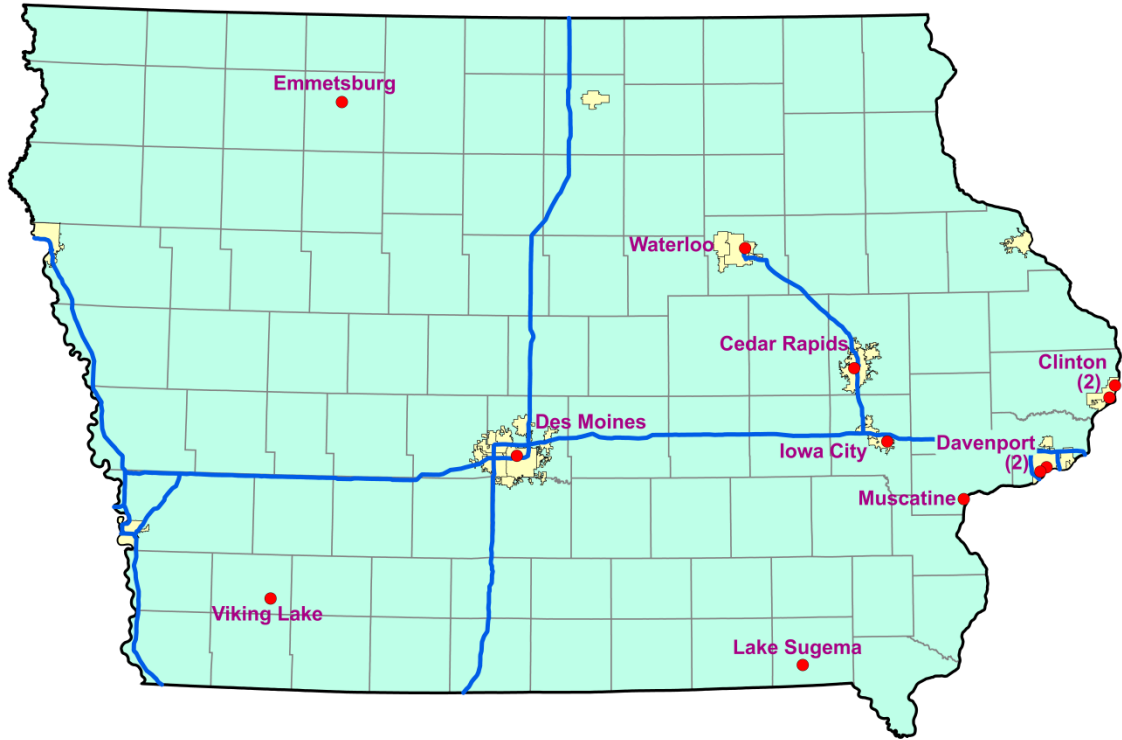 Emmetsburg
Waterloo
Cedar Rapids
Clinton
(2)
Des Moines
Iowa City
Davenport
(2)
Muscatine
Viking Lake
Lake Sugema